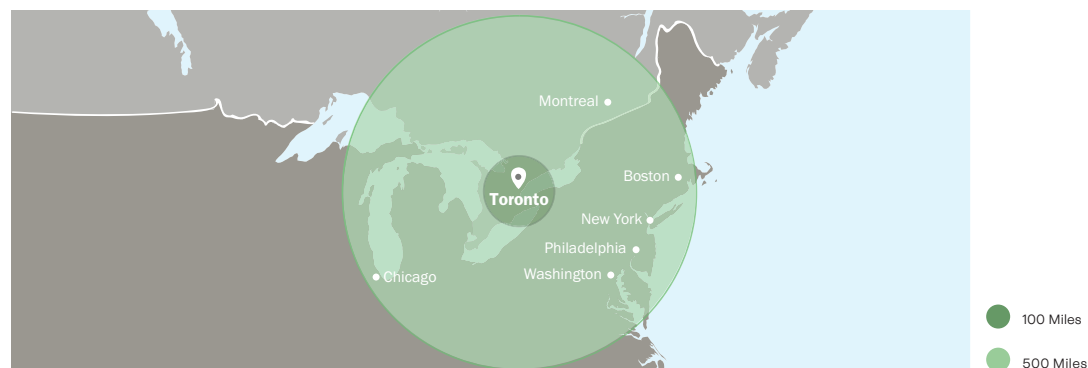 Montreal
Boston
Toronto
New York
Philadelphia
Washington
Chicago
100 Miles
500 Miles